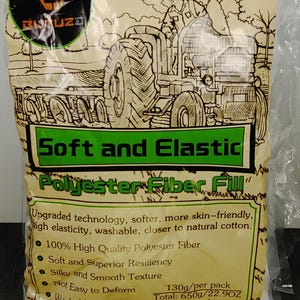 Soft and Elastic
Polyester Fiber Fill
Upgraded technology, softer, more skin-friendly,
high elasticity, washable, closer to natural cotton.
• 100% High Quality Polyester Fiber
• Soft and Superior Resiliency
• Silky and Smooth Texture
• Not Easy to Deform
130g/per pack
Total: 650g/22.9OZ